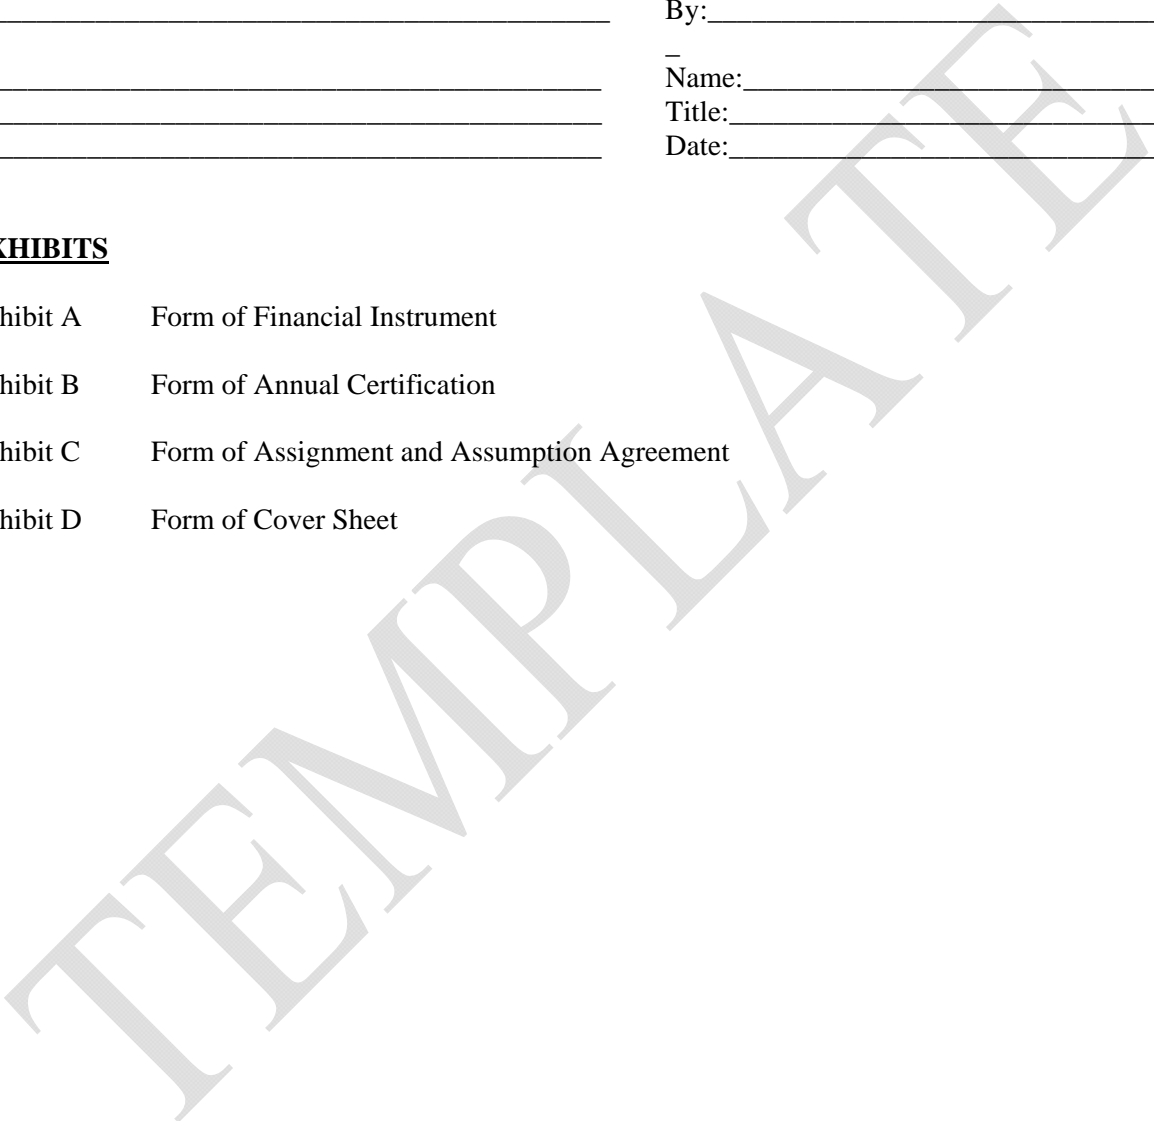 By:
Name:
Title:
Date:
XHIBITS
hibit A Form of Financial Instrument
hibit B Form of Annual Certification
hibit C Form of Assignment and Assumption Agreement
hibit D Form of Cover Sheet
TEMPLATE